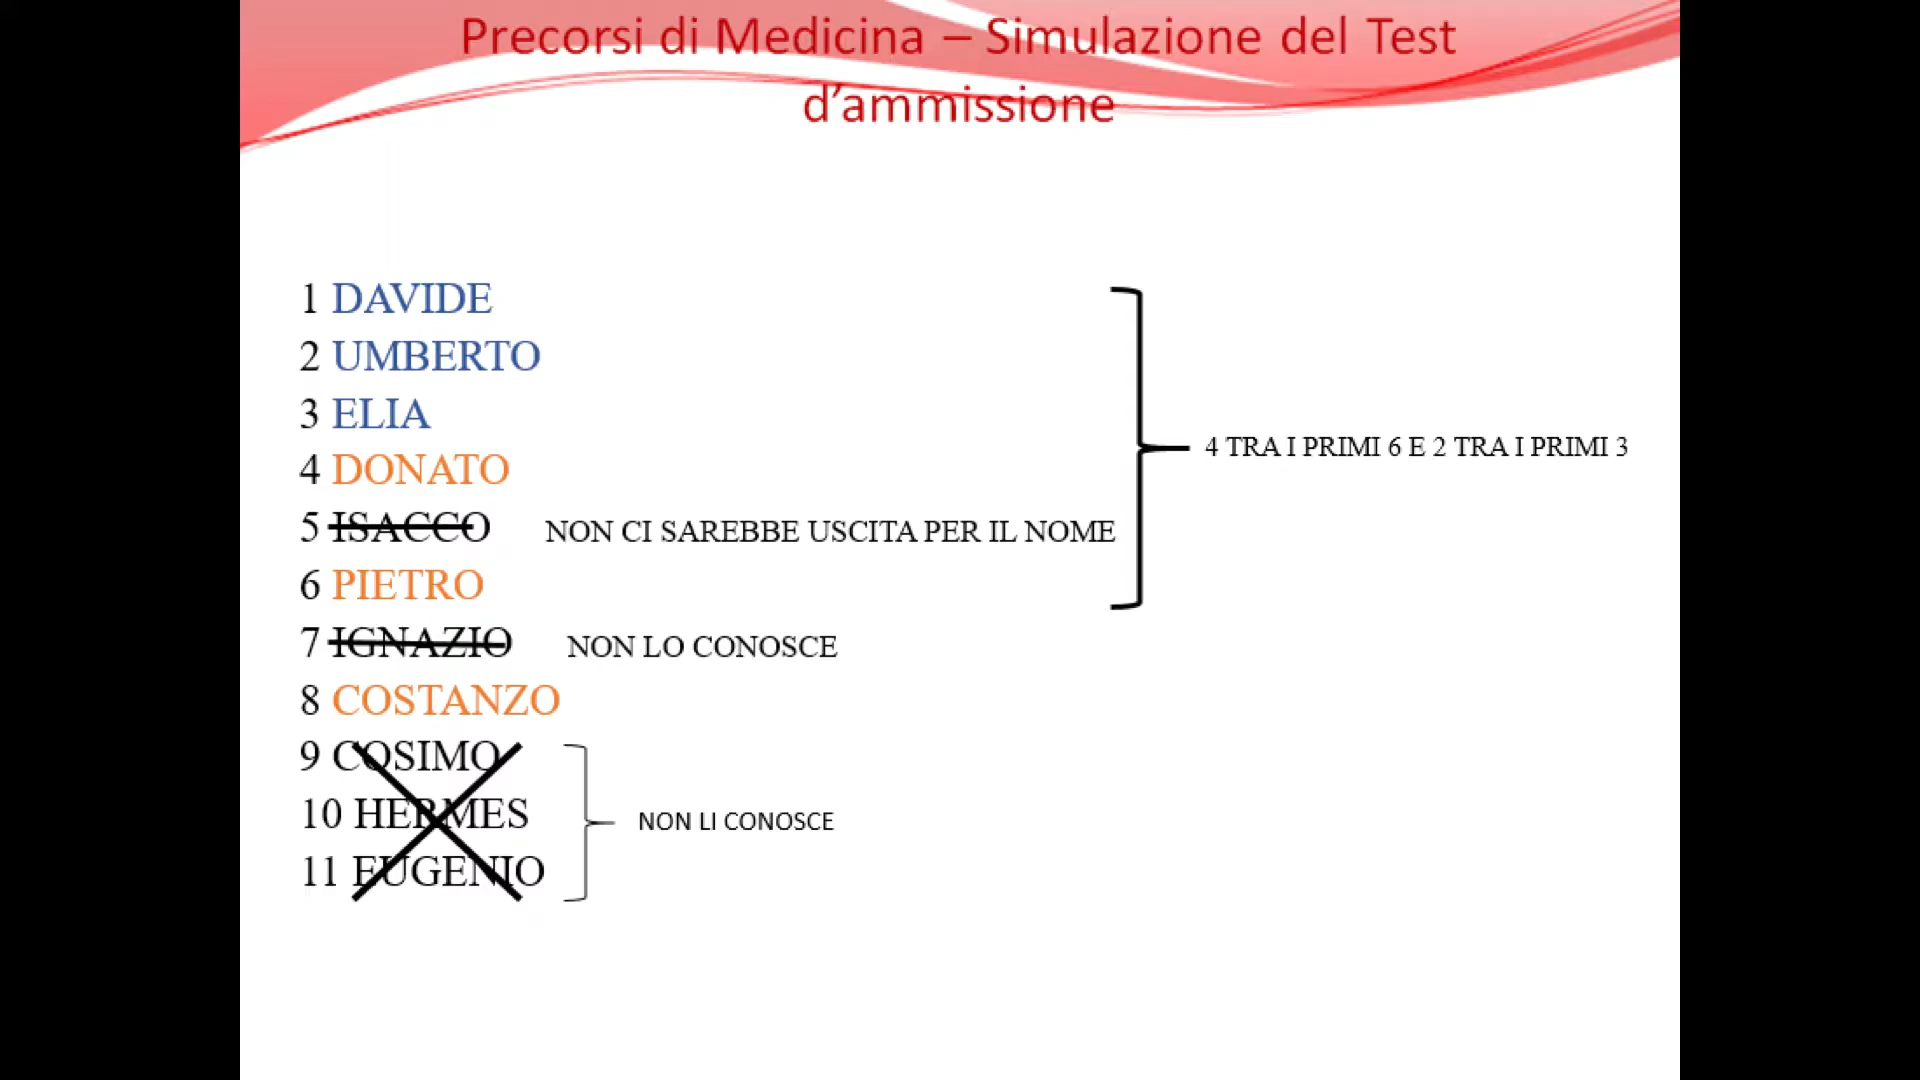 Precorsi di Medicina – Simulazione del Test
d'ammissione
1 DAVIDE
2 UMBERTO
3 ELIA
4 DONATO
4 TRA I PRIMI 6 E 2 TRA I PRIMI 3
5 ISACCO NON CI SAREBBE USCITA PER IL NOME
6 PIETRO
7 IGNAZIO NON LO CONOSCE
8 COSTANZO
9 COSIMO
10 HERMES NON LI CONOSCE
11 EUGENIO